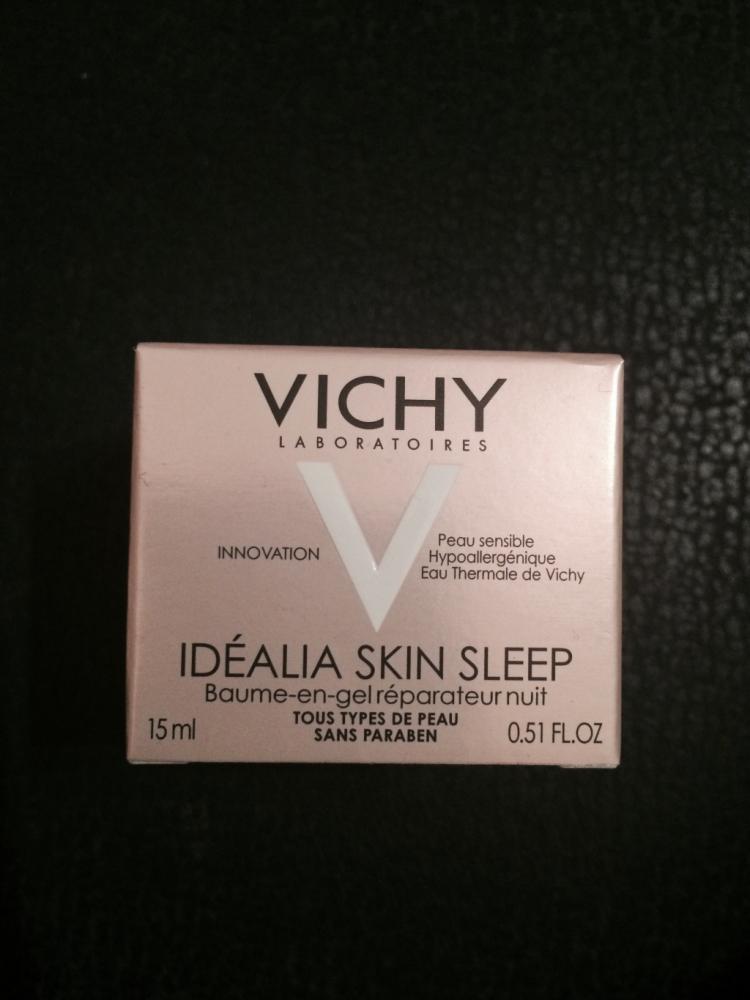 VICHY
LABORATOIRES
INNOVATION
Peau sensible
Hypoallergénique
Eau Thermale de Vichy
IDÉALIA SKIN SLEEP
Baume-en-gel réparateur nuit
TOUS TYPES DE PEAU
SANS PARABEN
15 ml
0.51 FL.OZ